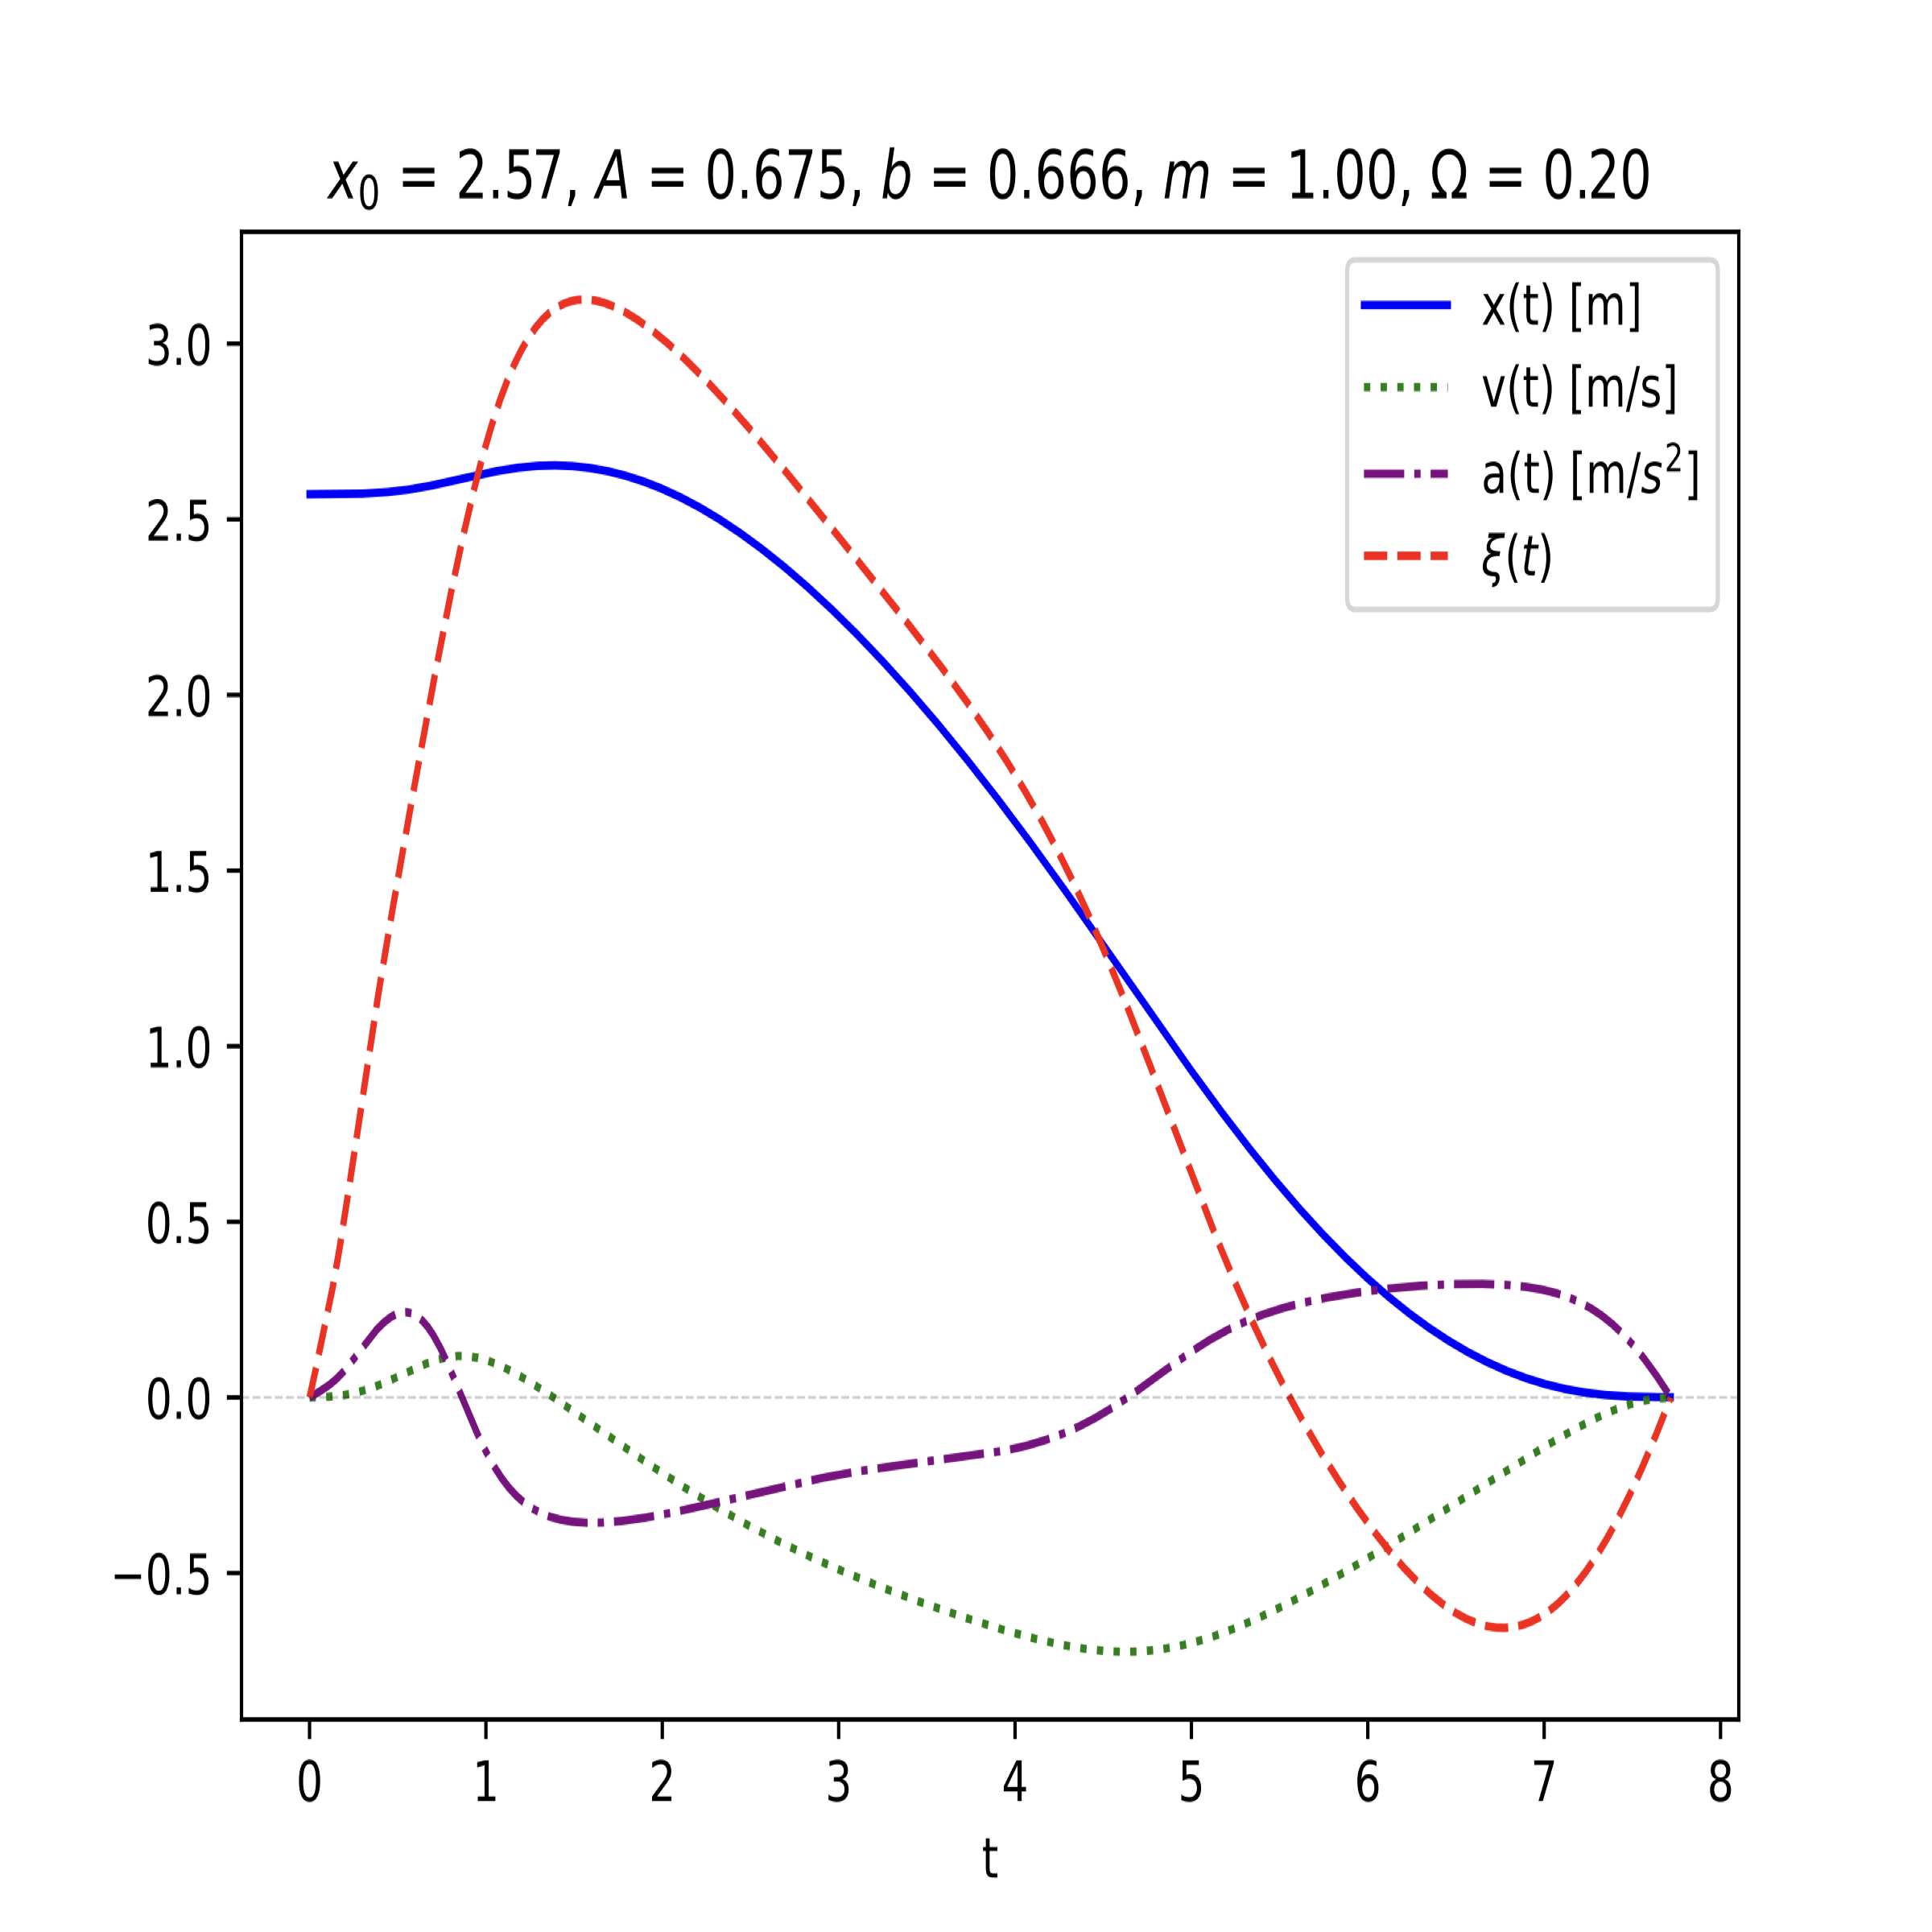 x₀ = 2.57, A = 0.675, b = 0.666, m = 1.00, Ω = 0.20
x(t) [m]
v(t) [m/s]
a(t) [m/s²]
ξ(t)
3.0
2.5
2.0
1.5
1.0
0.5
0.0
−0.5
0 1 2 3 4 5 6 7 8
t